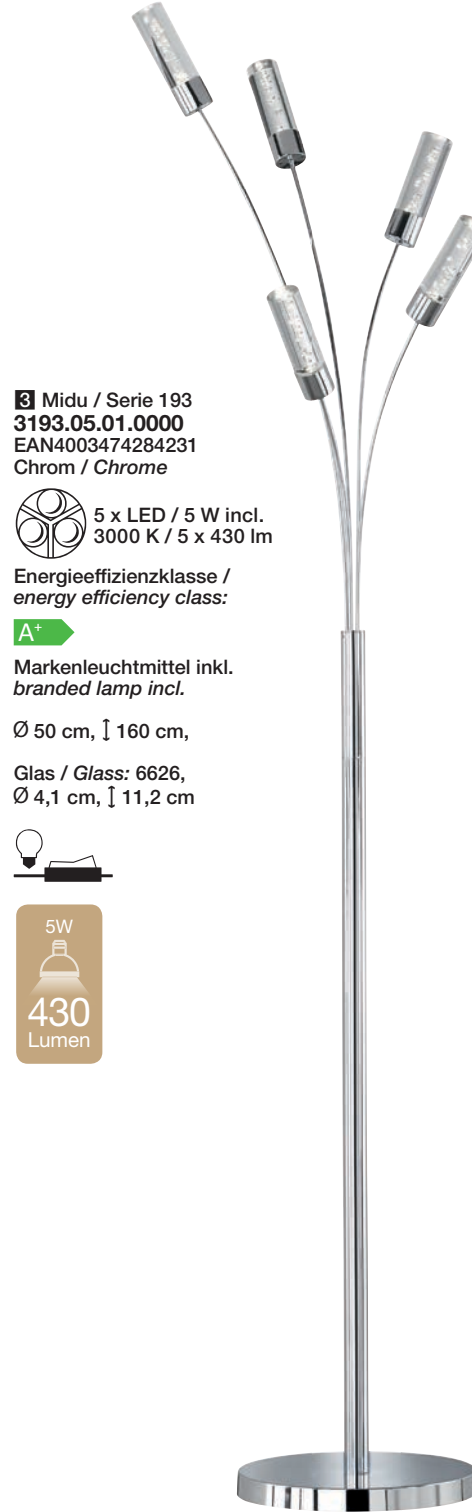 3 Midu / Serie 193
3193.05.01.0000
EAN4003474284231
Chrom / Chrome
5 x LED / 5 W incl.
3000 K / 5 x 430 lm
Energieeffizienzklasse /
energy efficiency class:
A+
Markenleuchtmittel inkl.
branded lamp incl.
Ø 50 cm, ↕ 160 cm,
Glas / Glass: 6626,
Ø 4,1 cm, ↕ 11,2 cm
5W
430
Lumen